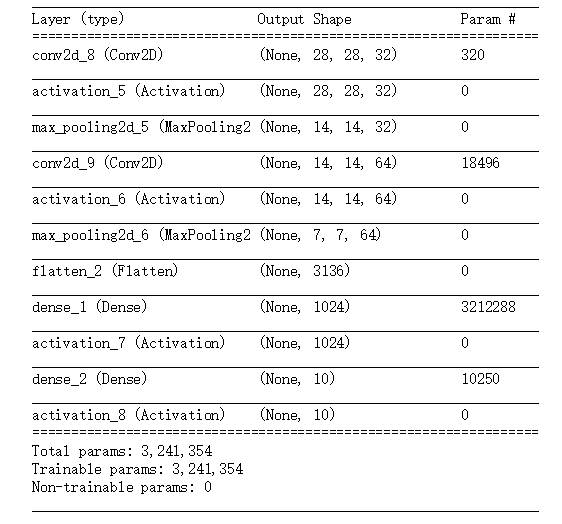 Layer (type) Output Shape Param #
=================================================================
conv2d_8 (Conv2D) (None, 28, 28, 32) 320
activation_5 (Activation) (None, 28, 28, 32) 0
max_pooling2d_5 (MaxPooling2 (None, 14, 14, 32) 0
conv2d_9 (Conv2D) (None, 14, 14, 64) 18496
activation_6 (Activation) (None, 14, 14, 64) 0
max_pooling2d_6 (MaxPooling2 (None, 7, 7, 64) 0
flatten_2 (Flatten) (None, 3136) 0
dense_1 (Dense) (None, 1024) 3212288
activation_7 (Activation) (None, 1024) 0
dense_2 (Dense) (None, 10) 10250
activation_8 (Activation) (None, 10) 0
=================================================================
Total params: 3,241,354
Trainable params: 3,241,354
Non-trainable params: 0